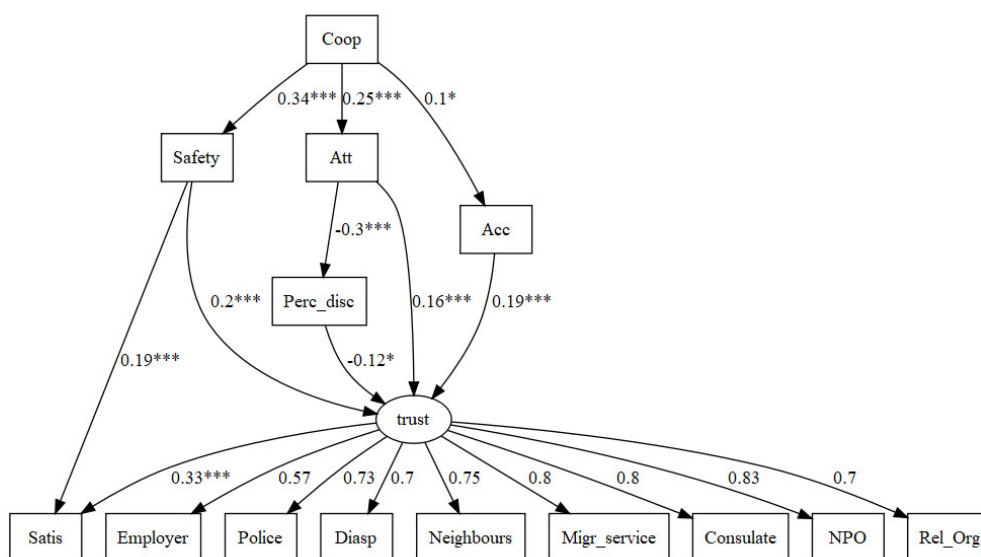 Coop
0.34***
0.25***
0.1*
Safety
Att
Acc
-0.3***
Perc_disc
0.2***
0.16***
0.19***
0.19***
-0.12*
trust
0.33***
0.57
0.73
0.7
0.75
0.8
0.8
0.83
0.7
Satis
Employer
Police
Diasp
Neighbours
Migr_service
Consulate
NPO
Rel_Org